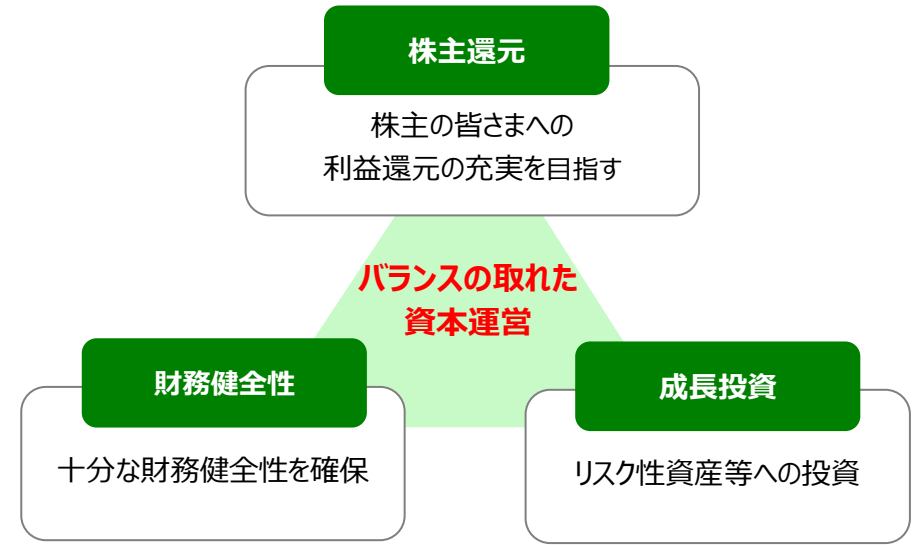 株主還元
株主の皆さまへの
利益還元の充実を目指す
バランスの取れた
資本運営
財務健全性
十分な財務健全性を確保
成長投資
リスク性資産等への投資